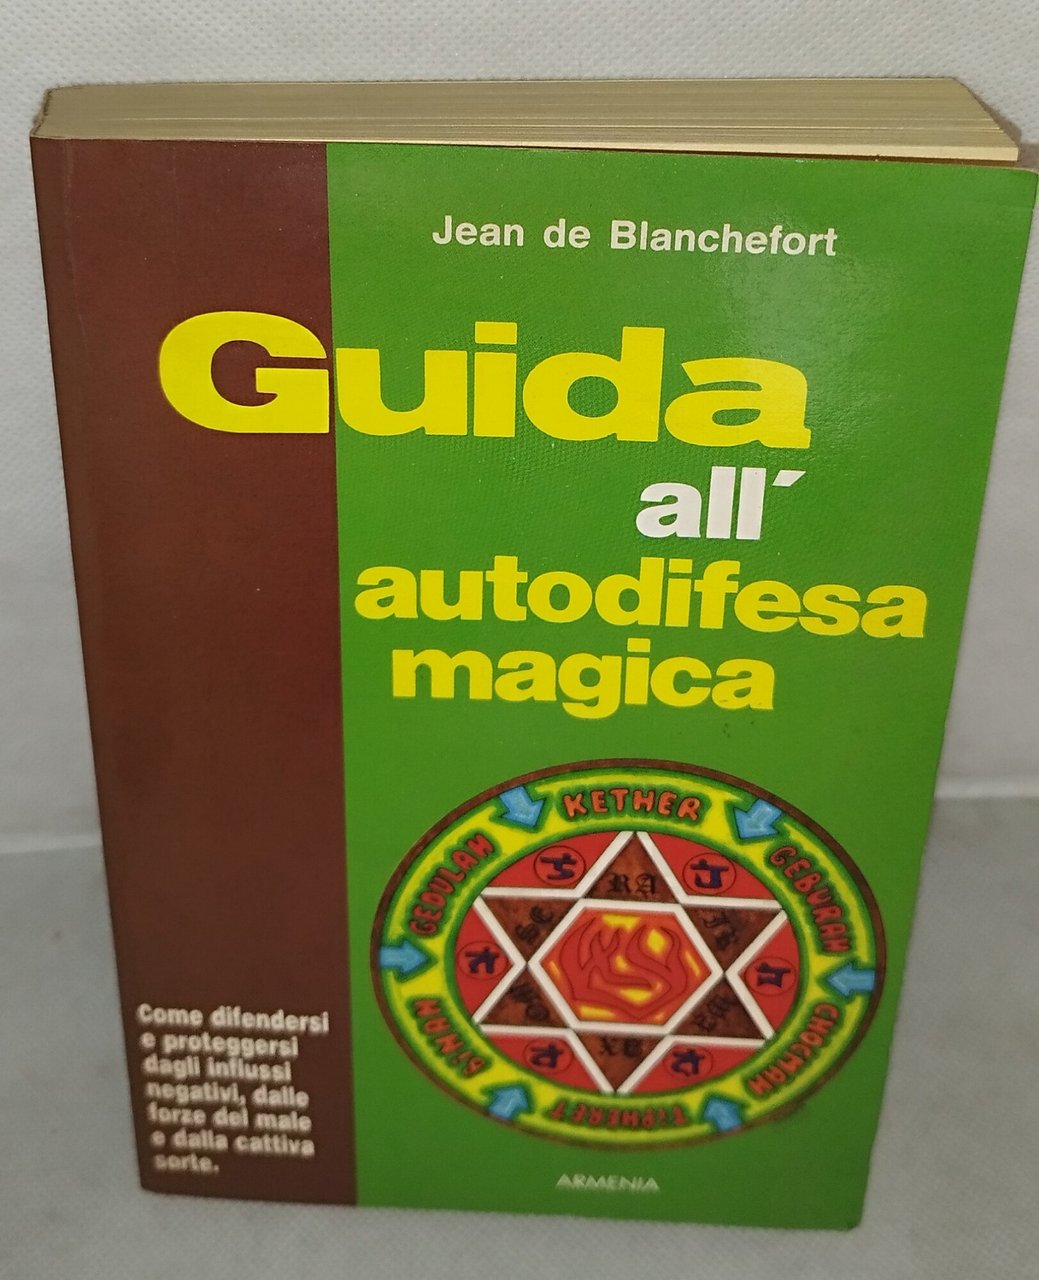 Jean de Blanchefort
Guida
all'
autodifesa
magica
KETHER
GEBURAH
CHOCMAH
TIPHERET
BINAH
GEDULAH
RA
Come difendersi
e proteggersi
dagli influssi
negativi, dalle
forze del male
e dalla cattiva
sorte.
ARMENIA